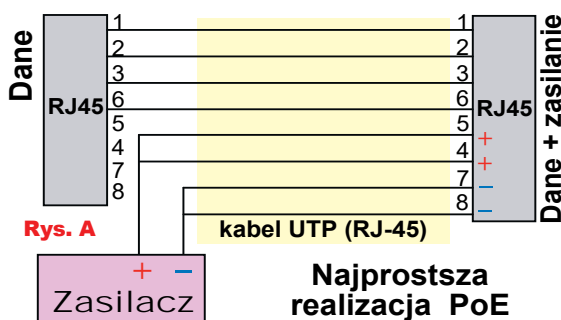 Dane
RJ45
1
2
3
6
5
4
7
8
1
2
3
6
5
4
7
8
RJ45
+
+
−
−
Dane + zasilanie
Rys. A
kabel UTP (RJ-45)
+ −
Zasilacz
Najprostsza
realizacja PoE